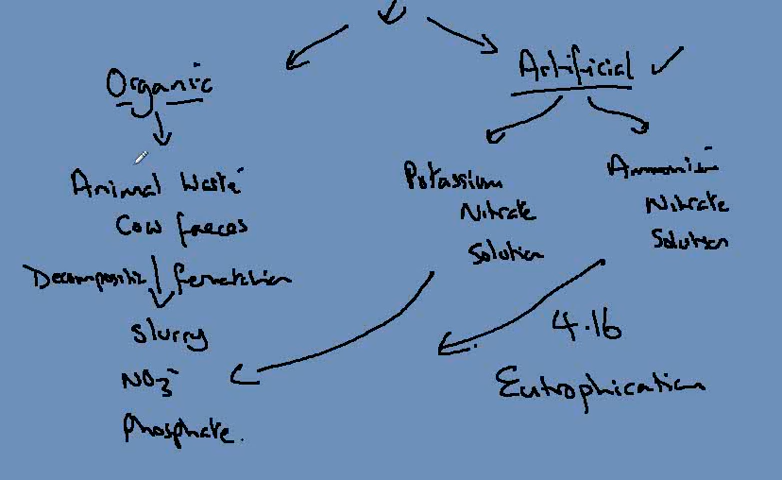 Organic
Artificial
Animal Waste
Cow faeces
Decomposition fermentation
Slurry
NO3-
Phosphate.
Potassium
Nitrate
Solution
Ammonium
Nitrate
Solution
4.16
Eutrophication